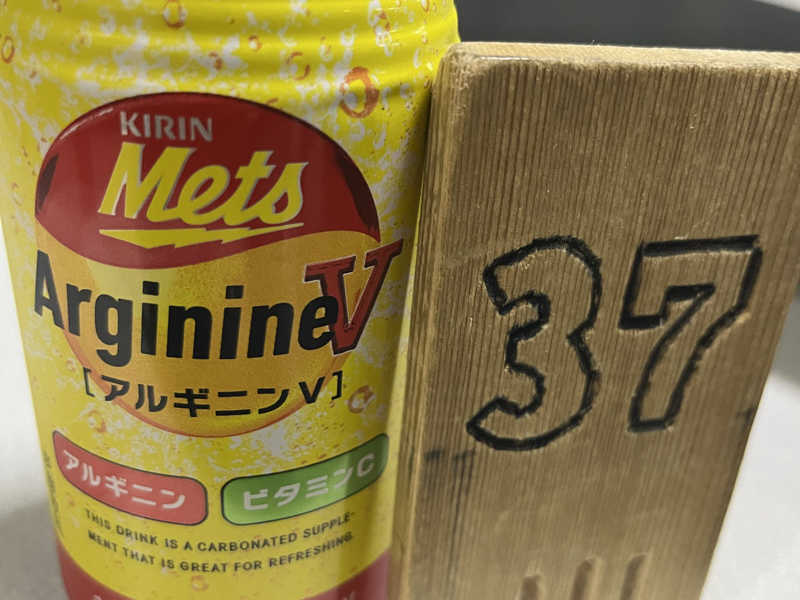 KIRIN
Mets
ArginineV
[アルギニンV]
アルギニン
ビタミンC
THIS DRINK IS A CARBONATED SUPPLE-
MENT THAT IS GREAT FOR REFRESHING.
37